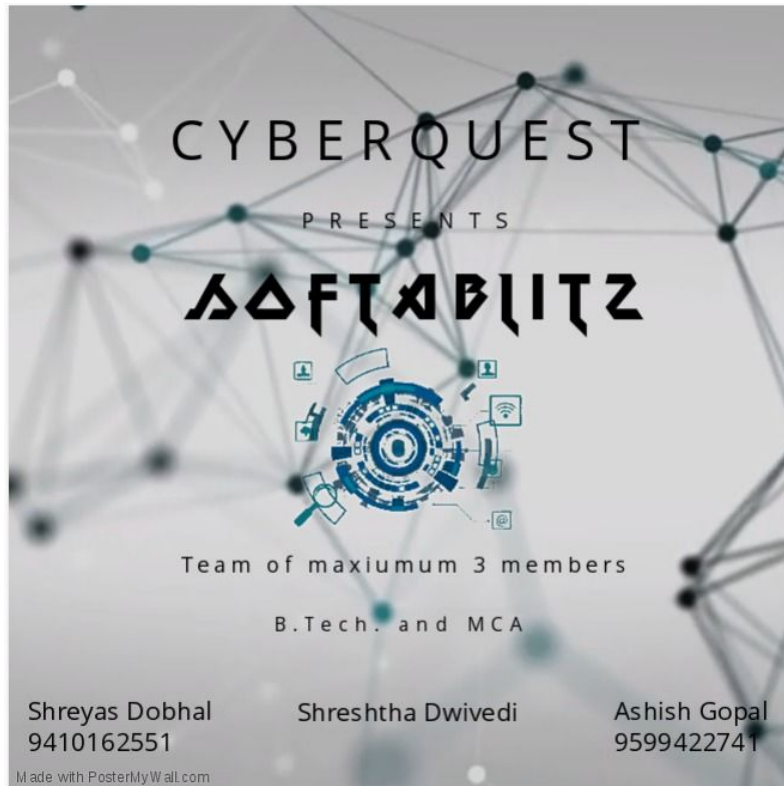 CYBERQUEST
PRESENTS
SOFTABLITZ
@
Team of maxiumum 3 members
B.Tech. and MCA
Shreyas Dobhal
9410162551
Shreshtha Dwivedi
Ashish Gopal
9599422741
Made with PosterMyWall.com